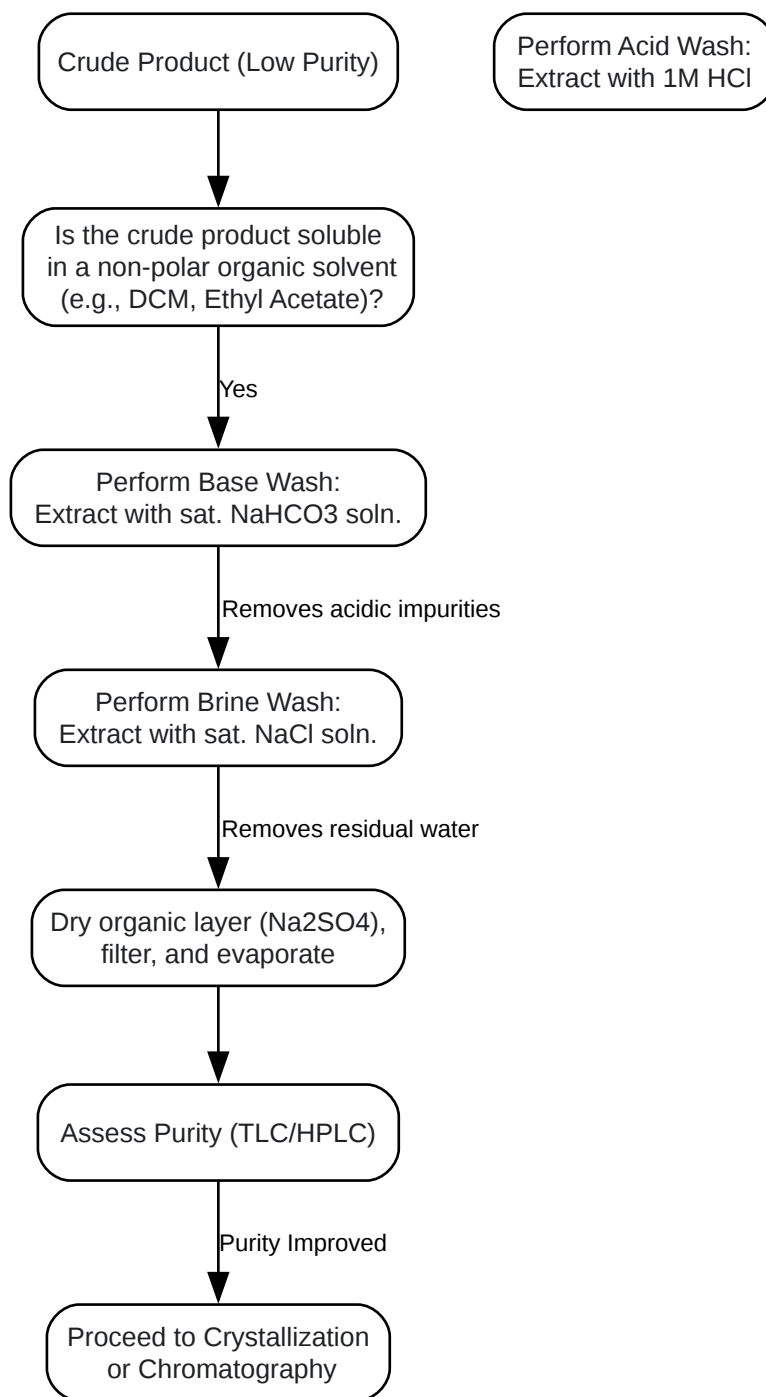 Crude Product (Low Purity)
Perform Acid Wash:
Extract with 1M HCl
Is the crude product soluble
in a non-polar organic solvent
(e.g., DCM, Ethyl Acetate)?
Yes
Perform Base Wash:
Extract with sat. NaHCO3 soln.
Removes acidic impurities
Perform Brine Wash:
Extract with sat. NaCl soln.
Removes residual water
Dry organic layer (Na2SO4),
filter, and evaporate
Assess Purity (TLC/HPLC)
Purity Improved
Proceed to Crystallization
or Chromatography